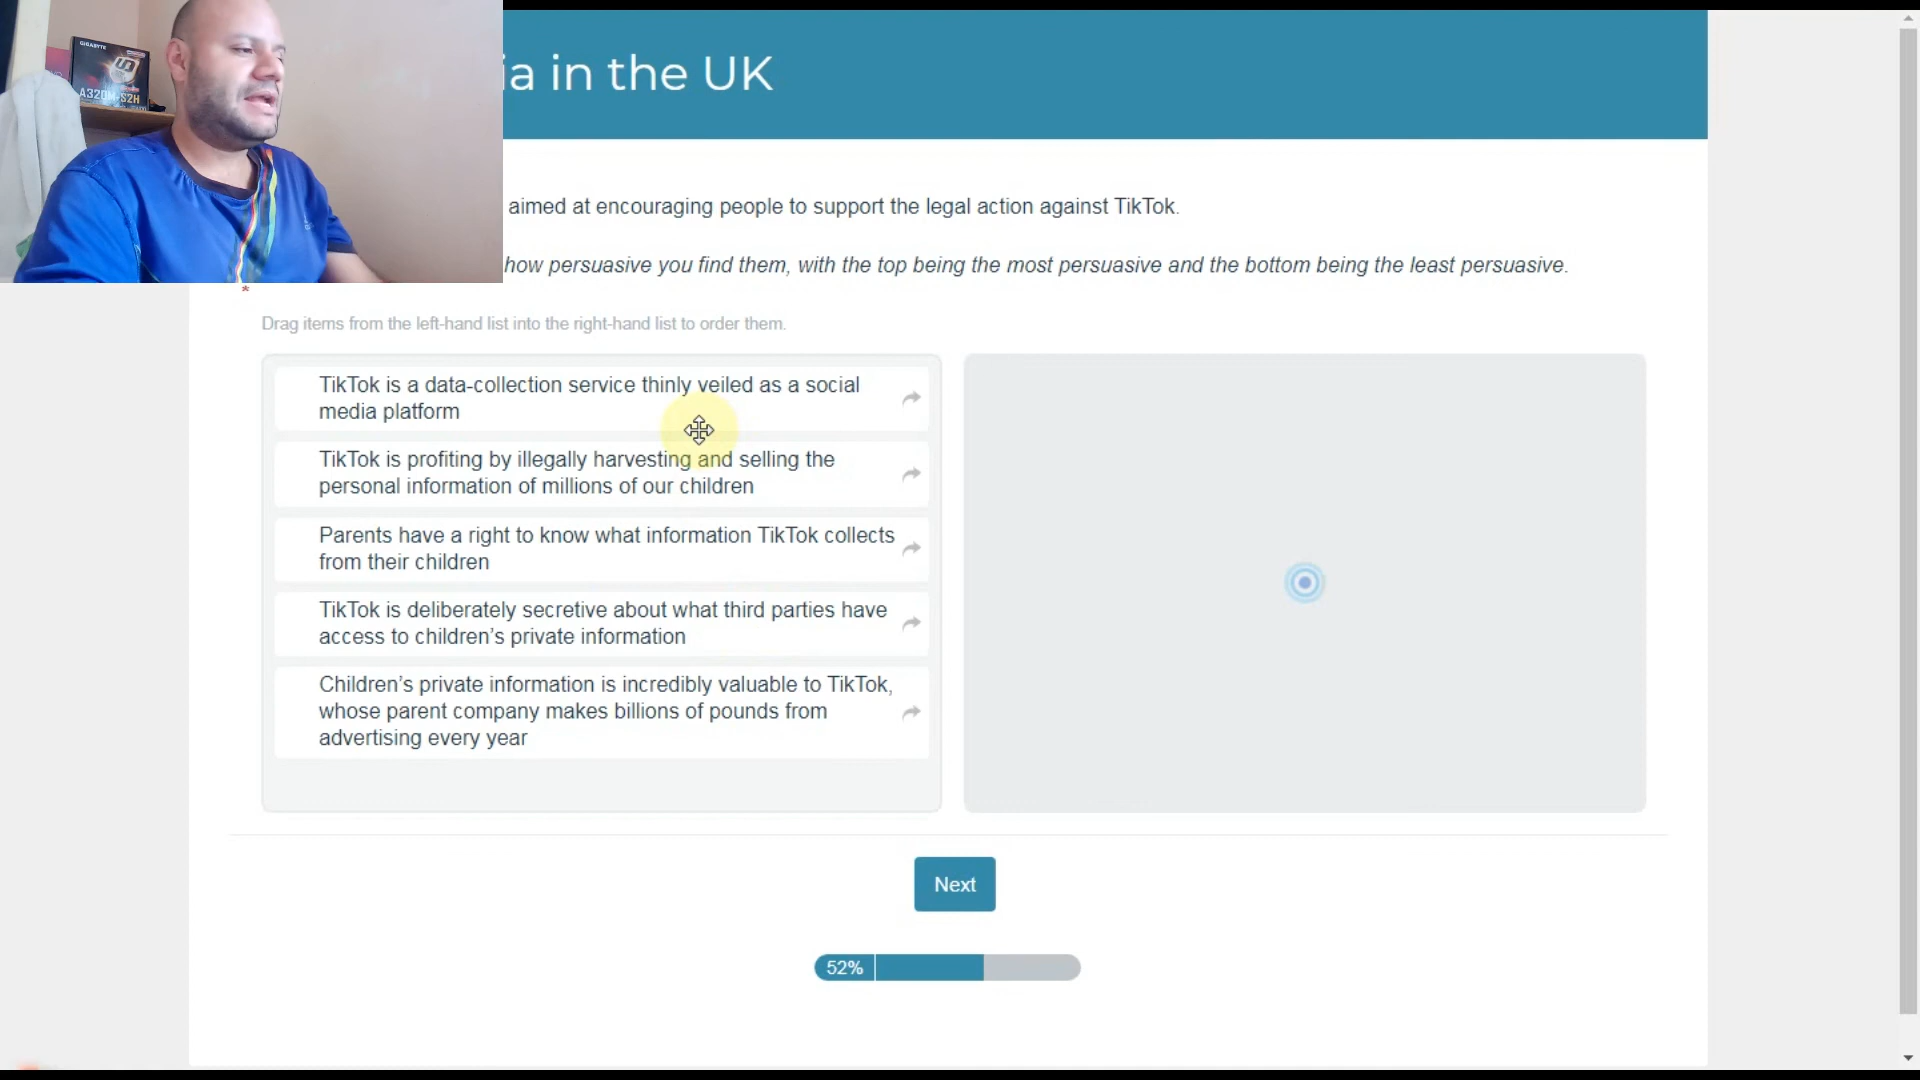 GIGABYTE
A320M-S2H
ia in the UK
aimed at encouraging people to support the legal action against TikTok.
how persuasive you find them, with the top being the most persuasive and the bottom being the least persuasive.
*
Drag items from the left-hand list into the right-hand list to order them.
TikTok is a data-collection service thinly veiled as a social
media platform
TikTok is profiting by illegally harvesting and selling the
personal information of millions of our children
Parents have a right to know what information TikTok collects
from their children
TikTok is deliberately secretive about what third parties have
access to children’s private information
Children’s private information is incredibly valuable to TikTok,
whose parent company makes billions of pounds from
advertising every year
Next
52%